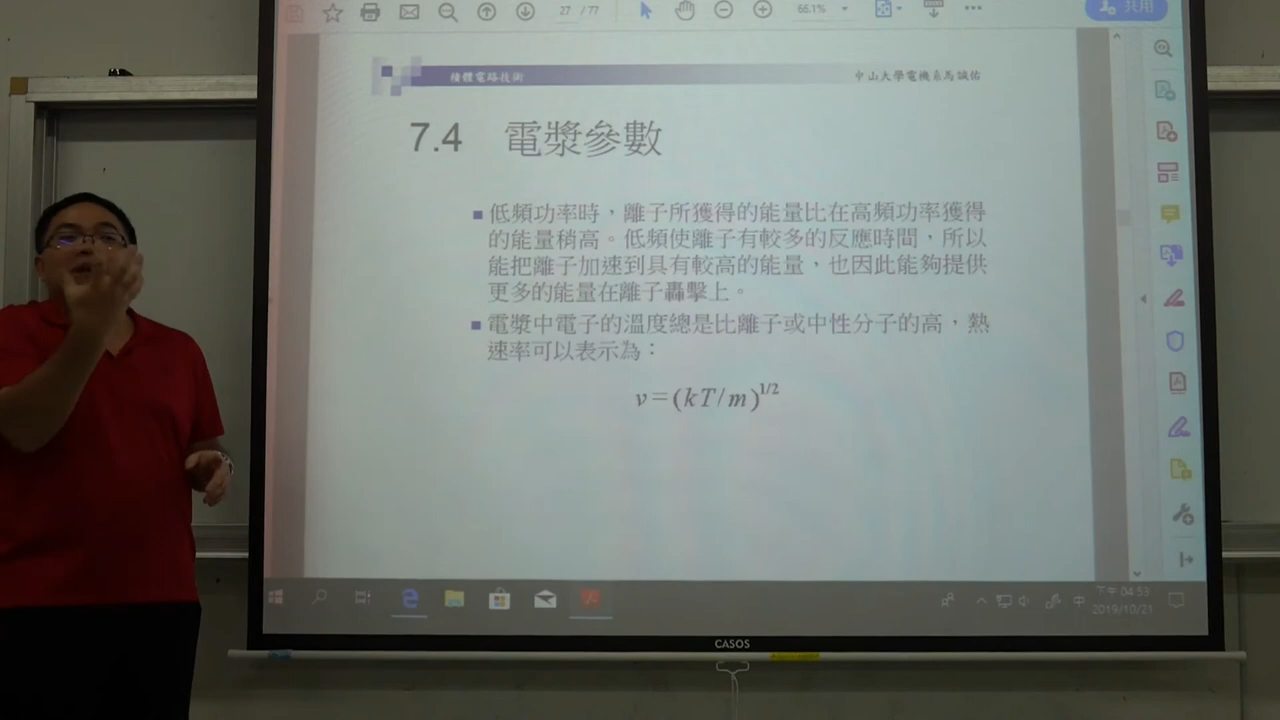 27 / 77
66.1%
共用
積體電路技術
中山大學電機系馬誠佑
7.4 電漿參數
■ 低頻功率時，離子所獲得的能量比在高頻功率獲得
的能量稍高。低頻使離子有較多的反應時間，所以
能把離子加速到具有較高的能量，也因此能夠提供
更多的能量在離子轟擊上。
■ 電漿中電子的溫度總是比離子或中性分子的高，熱
速率可以表示為：
v=(kT/m)^1/2
中
下午 04:53
2019/10/21
CASOS